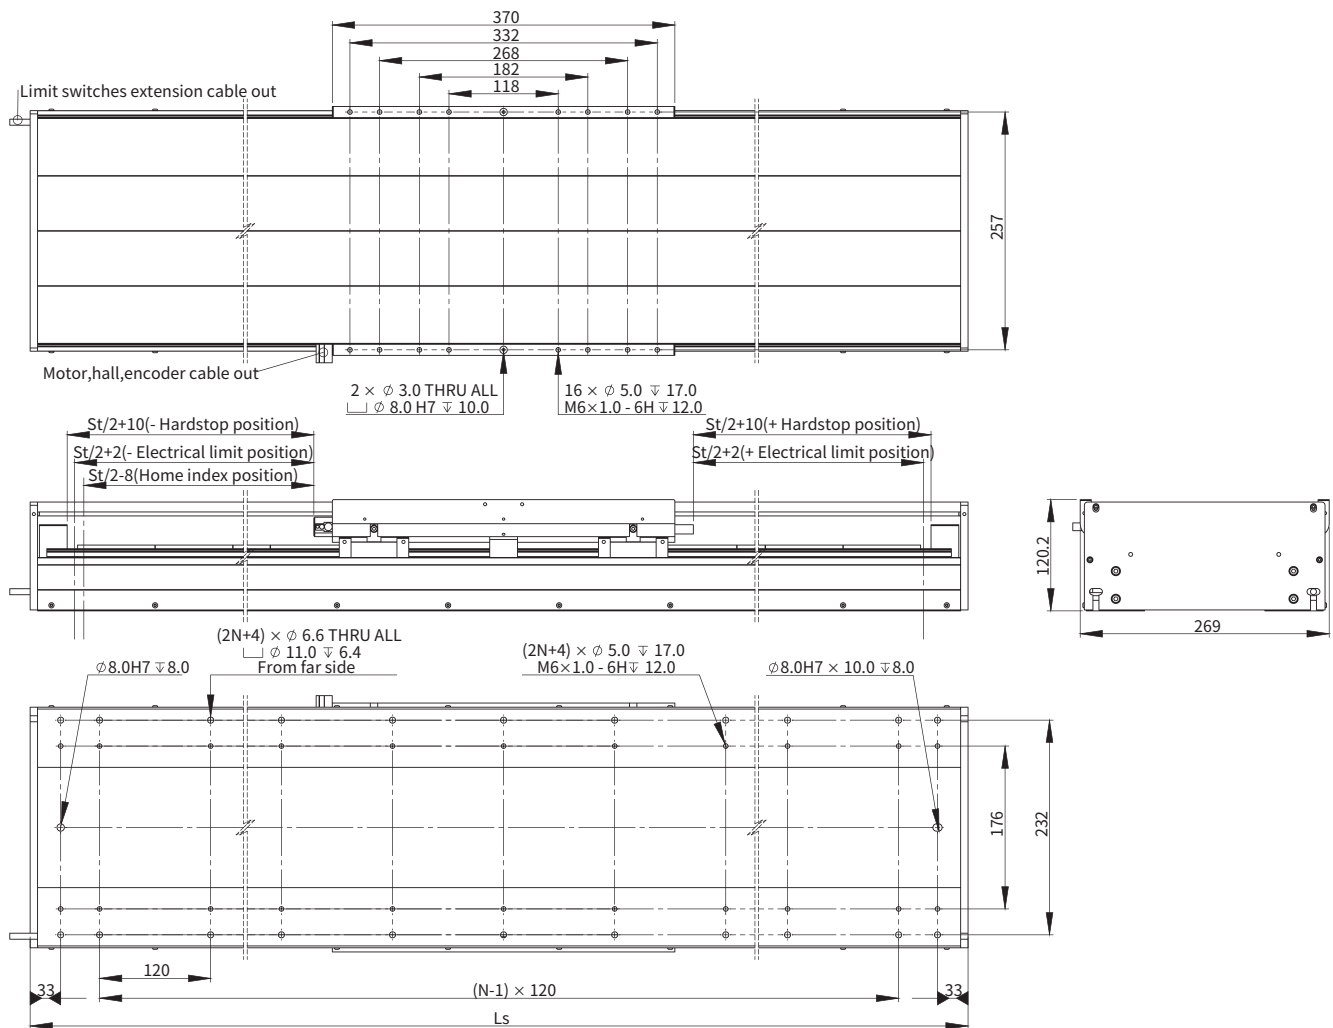 370
332
268
182
118
Limit switches extension cable out
257
Motor,hall,encoder cable out
2 × ⌀ 3.0 THRU ALL
⌴ ⌀ 8.0 H7 ↧ 10.0
16 × ⌀ 5.0 ↧ 17.0
M6×1.0 - 6H ↧ 12.0
St/2+10(- Hardstop position)
St/2+10(+ Hardstop position)
St/2+2(- Electrical limit position)
St/2+2(+ Electrical limit position)
St/2-8(Home index position)
120.2
269
(2N+4) × ⌀ 6.6 THRU ALL
⌴ ⌀ 11.0 ↧ 6.4
From far side
(2N+4) × ⌀ 5.0 ↧ 17.0
M6×1.0 - 6H↧ 12.0
⌀8.0H7 ↧8.0
⌀8.0H7 × 10.0 ↧8.0
176
232
120
33
(N-1) × 120
33
Ls